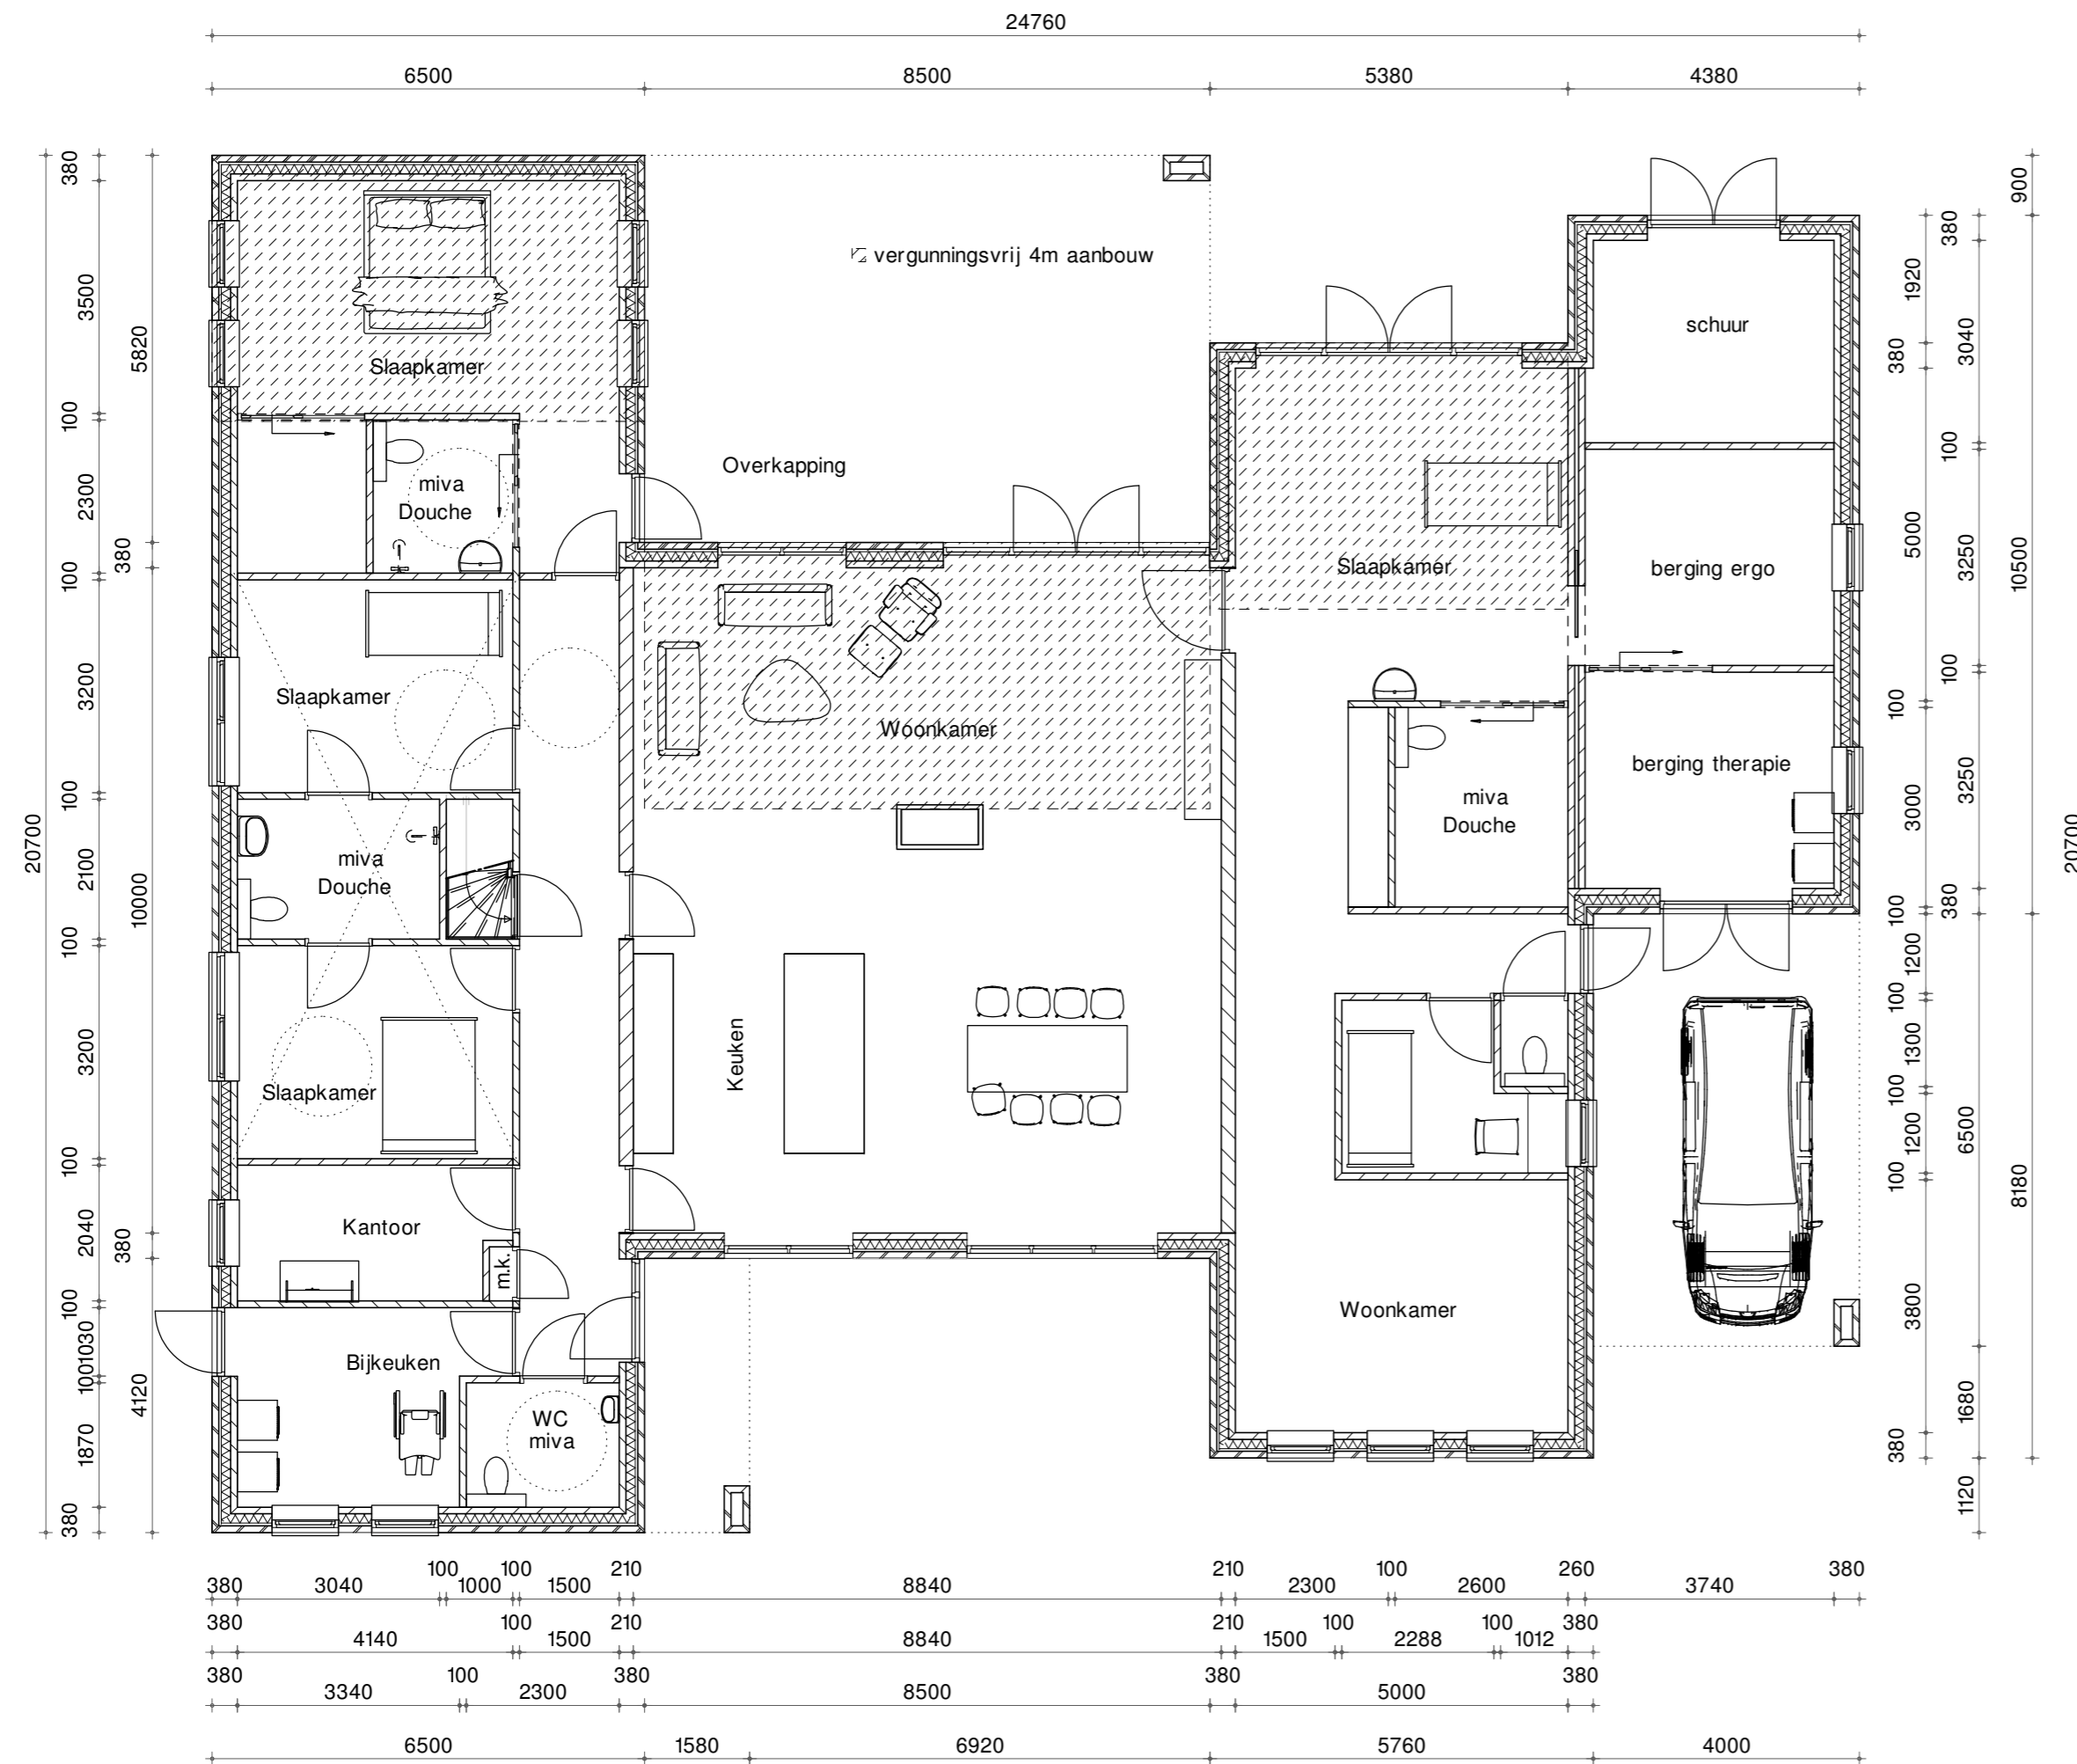 24760
6500 8500 5380 4380
380 3500 100 2300 100 3200 100 2100 100 3200 100 2040 100 1030 100 1870 380
5820 380 10000 380 4120
20700
vergunningsvrij 4m aanbouw
Slaapkamer
schuur
Overkapping
miva
Douche
Slaapkamer
berging ergo
Slaapkamer
Woonkamer
berging therapie
miva
Douche
miva
Douche
Keuken
Slaapkamer
Kantoor
m.k.
Woonkamer
Bijkeuken
WC
miva
380 1920 380 5000 100 3000 100 1200 100 1300 100 1200 100 3800 380
380 3040 100 3250 100 3250 380 6500 1680 1120
900 10500 8180
20700
380 3040 100 1000 100 1500 210 8840 210 2300 100 2600 260 3740 380
380 4140 100 1500 210 8840 210 1500 100 2288 100 1012 380
380 3340 100 2300 380 8500 380 5000 380
6500 1580 6920 5760 4000